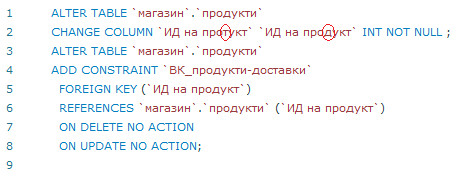 1 ALTER TABLE `магазин`.`продукти`
2 CHANGE COLUMN `ИД на протукт` `ИД на продукт` INT NOT NULL ;
3 ALTER TABLE `магазин`.`продукти`
4 ADD CONSTRAINT `ВК_продукти-доставки`
5 FOREIGN KEY (`ИД на продукт`)
6 REFERENCES `магазин`.`продукти` (`ИД на продукт`)
7 ON DELETE NO ACTION
8 ON UPDATE NO ACTION;
9